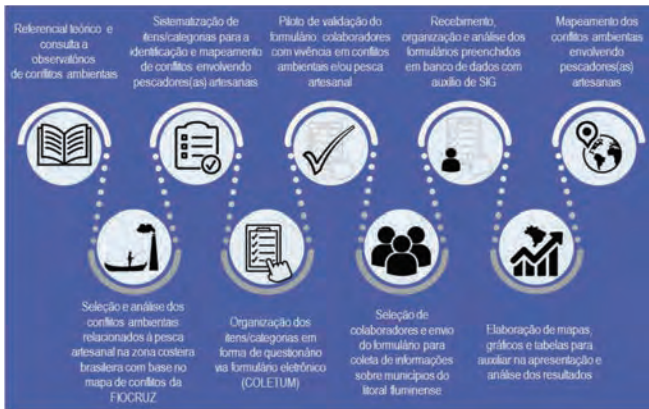 Referencial teórico e
consulta a
observatórios
de conflitos ambientais
Seleção e análise dos
conflitos ambientais
relacionados à pesca
artesanal na zona costeira
brasileira com base no
mapa de conflitos da
FIOCRUZ
Sistematização de
itens/categorias para a
identificação e mapeamento
de conflitos envolvendo
pescadores(as) artesanais
Organização dos
itens/categorias em
forma de questionário
via formulário eletrônico
(COLETUM)
Piloto de validação do
formulário: colaboradores
com vivência em conflitos
ambientais e/ou pesca
artesanal
Seleção de
colaboradores e envio
do formulário para
coleta de informações
sobre municípios do
litoral fluminense
Recebimento,
organização e análise dos
formulários preenchidos
em banco de dados com
auxílio de SIG
Elaboração de mapas,
gráficos e tabelas para
auxiliar na apresentação e
análise dos resultados
Mapeamento dos
conflitos ambientais
envolvendo
pescadores(as)
artesanais